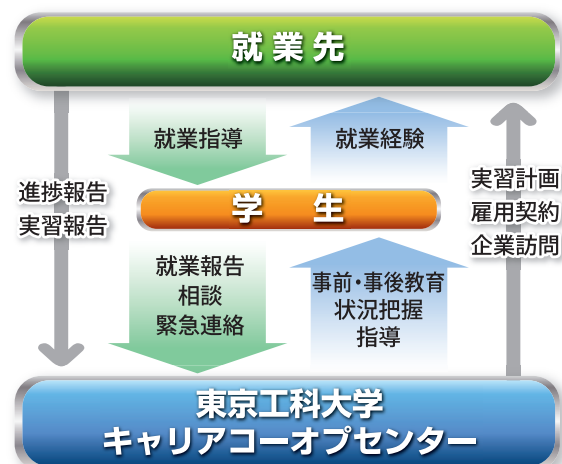 就業先
就業指導
就業経験
進捗報告
実習報告
実習計画
雇用契約
企業訪問
学生
就業報告
相談
緊急連絡
事前・事後教育
状況把握
指導
東京工科大学
キャリアコーオプセンター